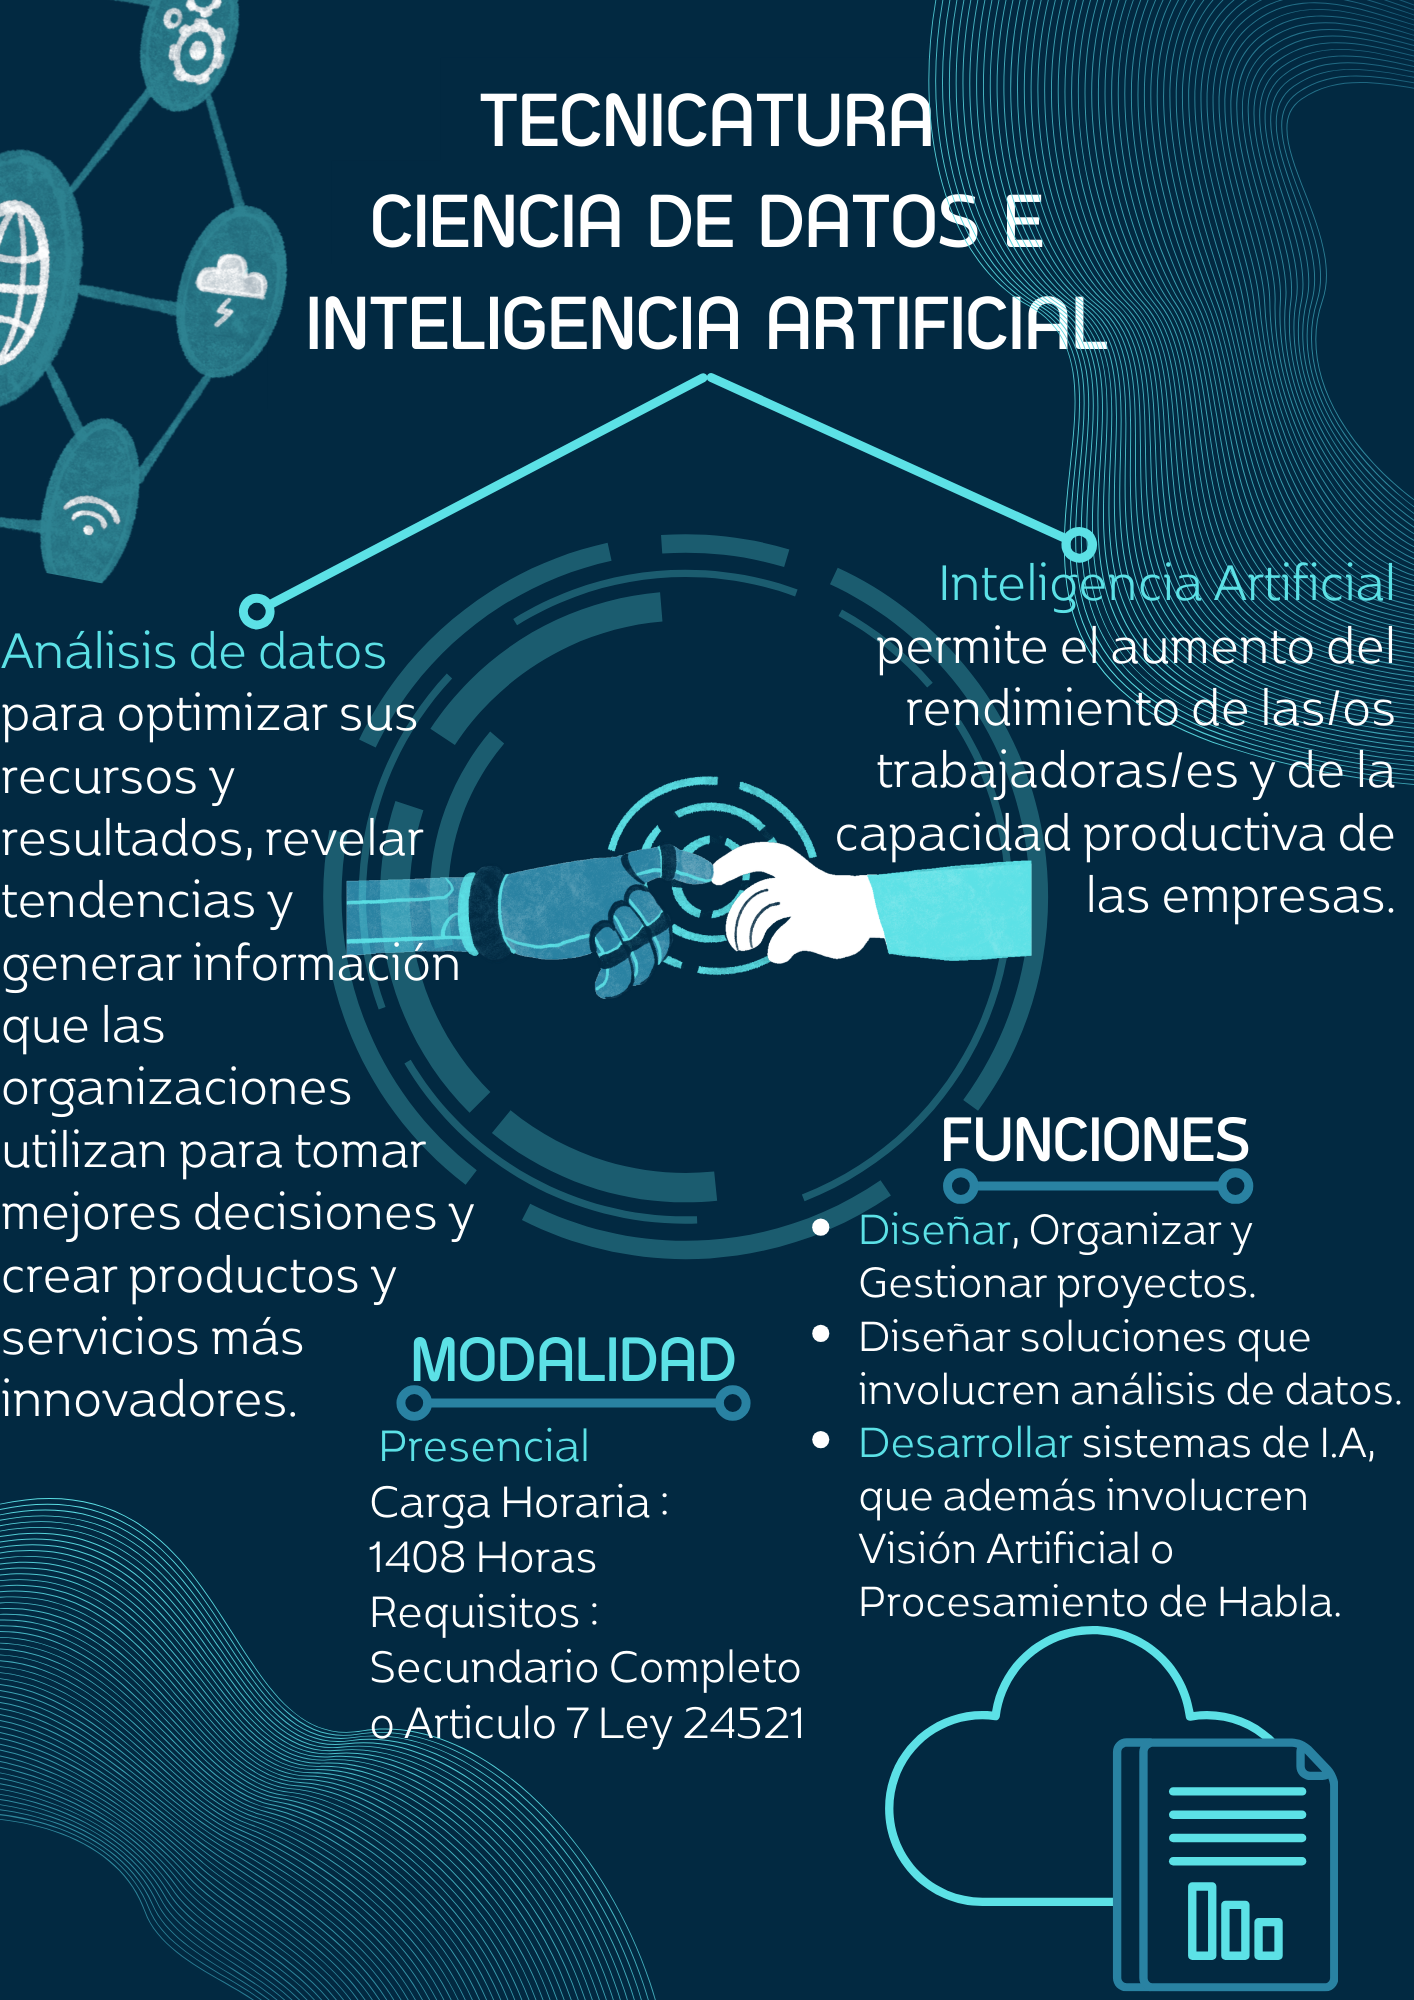 TECNICATURA
CIENCIA DE DATOS E
INTELIGENCIA ARTIFICIAL
Análisis de datos
para optimizar sus
recursos y
resultados, revelar
tendencias y
generar información
que las
organizaciones
utilizan para tomar
mejores decisiones y
crear productos y
servicios más
innovadores.
Inteligencia Artificial
permite el aumento del
rendimiento de las/os
trabajadoras/es y de la
capacidad productiva de
las empresas.
MODALIDAD
Presencial
Carga Horaria :
1408 Horas
Requisitos :
Secundario Completo
o Articulo 7 Ley 24521
FUNCIONES
• Diseñar, Organizar y
Gestionar proyectos.
• Diseñar soluciones que
involucren análisis de datos.
• Desarrollar sistemas de I.A,
que además involucren
Visión Artificial o
Procesamiento de Habla.